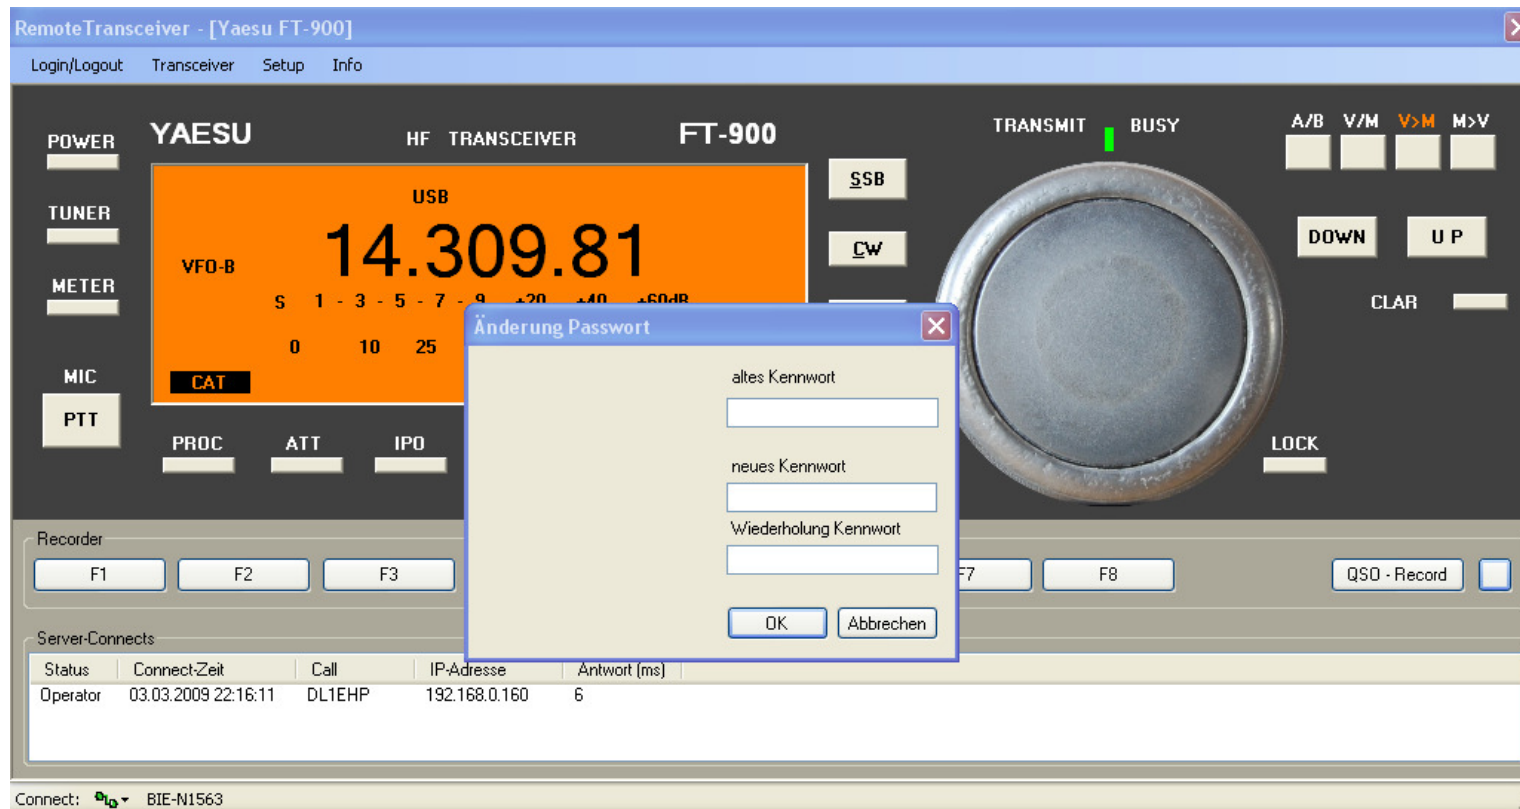 RemoteTransceiver - [Yaesu FT-900]
Login/Logout Transceiver Setup Info
POWER YAESU HF TRANSCEIVER FT-900 TRANSMIT BUSY A/B V/M V>M M>V
TUNER
METER
MIC
PTT
USB
14.309.81
VFO-B
S 1 - 3 - 5 - 7 - 9 +20 +40 +60dB
0 10 25
CAT
PROC ATT IPO
SSB
CW
DOWN U P
CLAR
LOCK
Änderung Passwort
altes Kennwort
neues Kennwort
Wiederholung Kennwort
OK Abbrechen
Recorder
F1 F2 F3 F7 F8 QSO - Record
Server-Connects
Status Connect-Zeit Call IP-Adresse Antwort (ms)
Operator 03.03.2009 22:16:11 DL1EHP 192.168.0.160 6
Connect: BIE-N1563